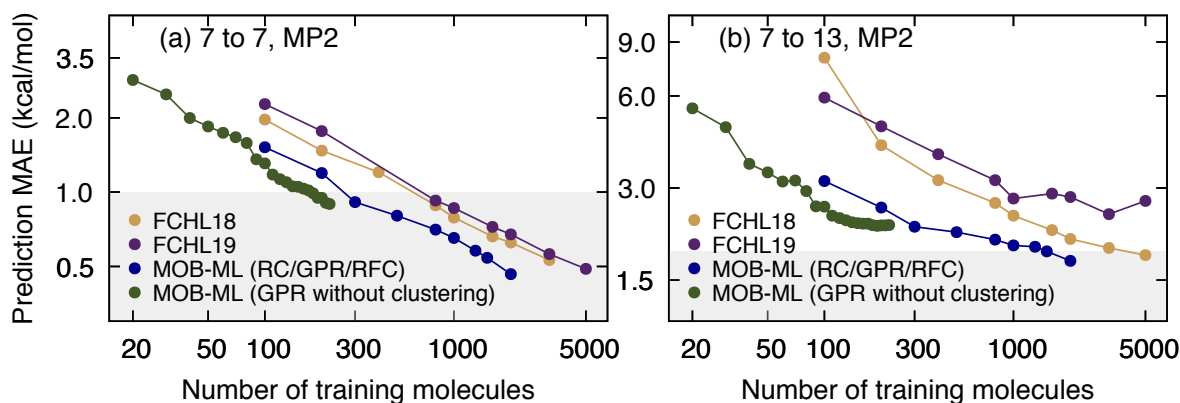 (a) 7 to 7, MP2
Prediction MAE (kcal/mol)
3.5
2.0
1.0
0.5
FCHL18
FCHL19
MOB-ML (RC/GPR/RFC)
MOB-ML (GPR without clustering)
20 50 100 300 1000 5000
Number of training molecules
(b) 7 to 13, MP2
9.0
6.0
3.0
1.5
FCHL18
FCHL19
MOB-ML (RC/GPR/RFC)
MOB-ML (GPR without clustering)
20 50 100 300 1000 5000
Number of training molecules